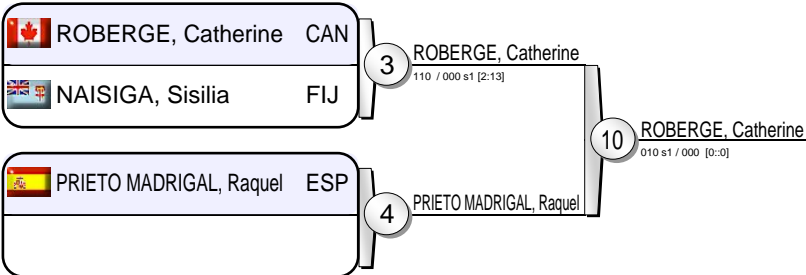 ROBERGE, Catherine CAN
NAISIGA, Sisilia FIJ
3
ROBERGE, Catherine
110 / 000 s1 [2:13]
10
ROBERGE, Catherine
010 s1 / 000 [0::0]
PRIETO MADRIGAL, Raquel ESP
4
PRIETO MADRIGAL, Raquel